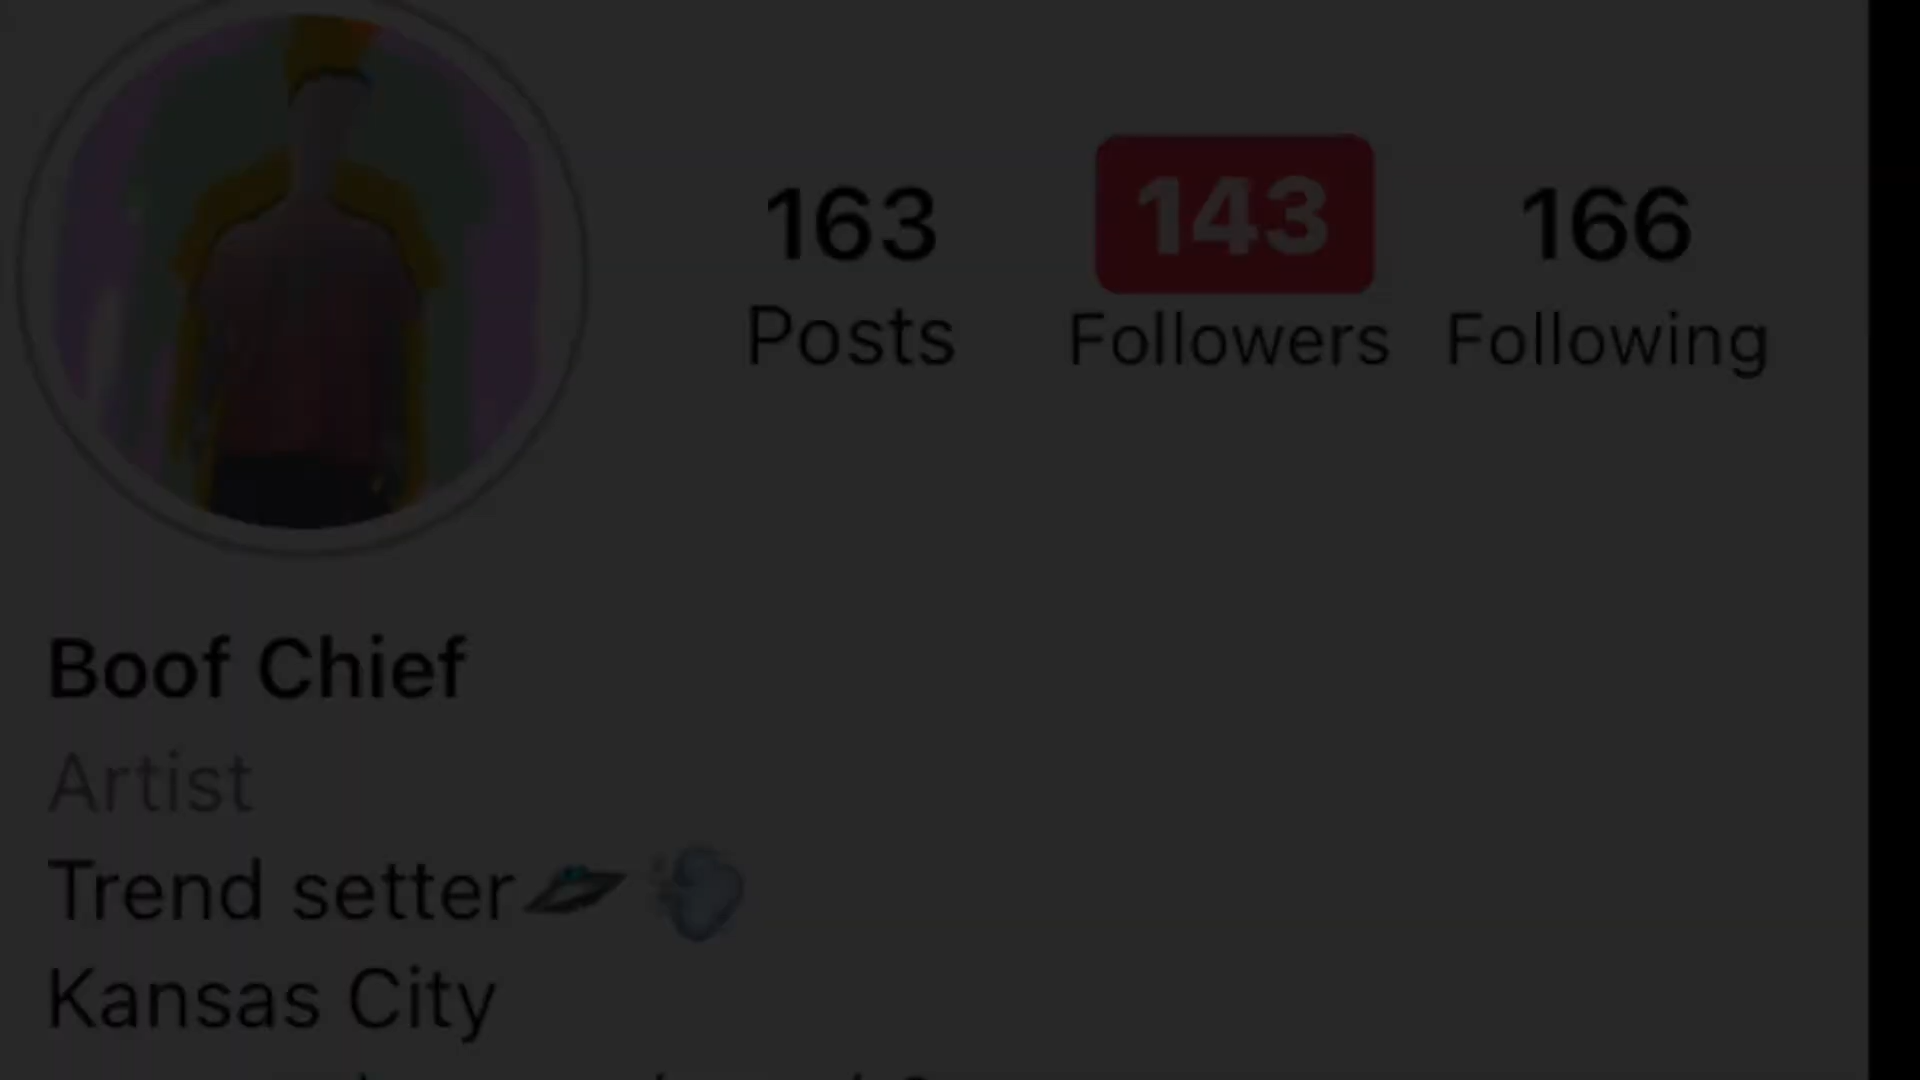 163 143 166
Posts Followers Following
Boof Chief
Artist
Trend setter🛸💨
Kansas City